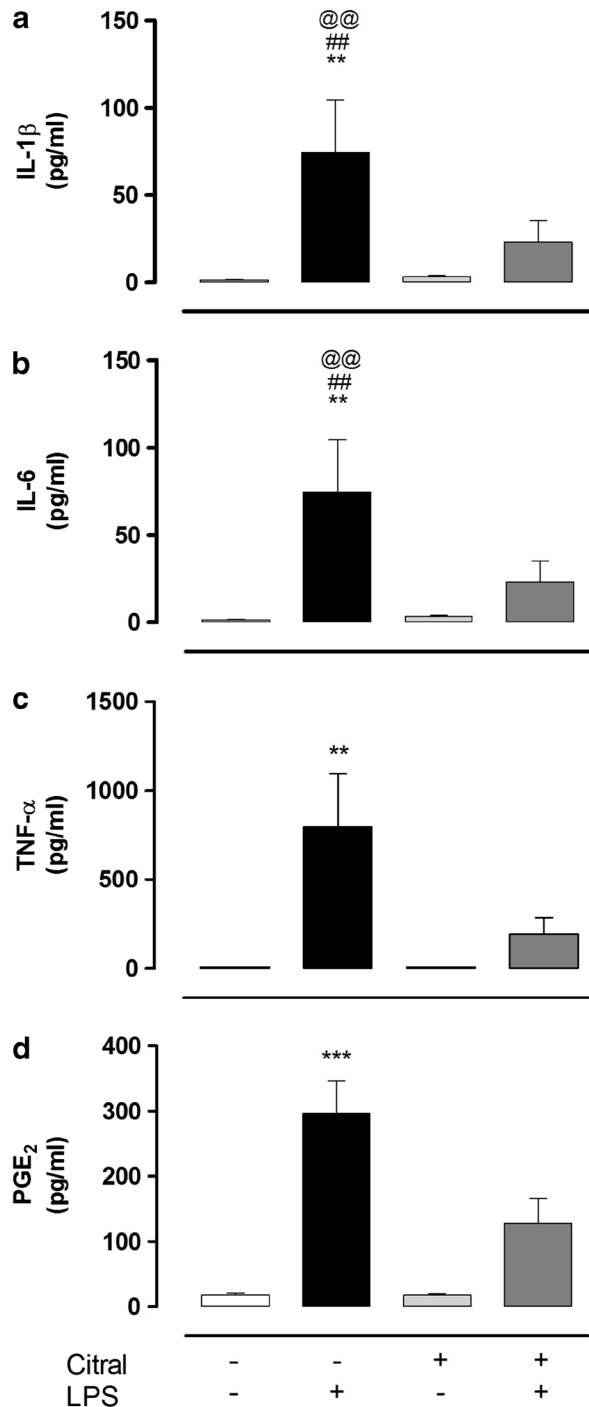 a
IL-1β
(pg/ml)
150
100
50
0
@@
##
**
b
IL-6
(pg/ml)
150
100
50
0
@@
##
**
c
TNF-α
(pg/ml)
1500
1000
500
0
**
d
PGE₂
(pg/ml)
400
300
200
100
0
***
Citral - - + +
LPS - + - +